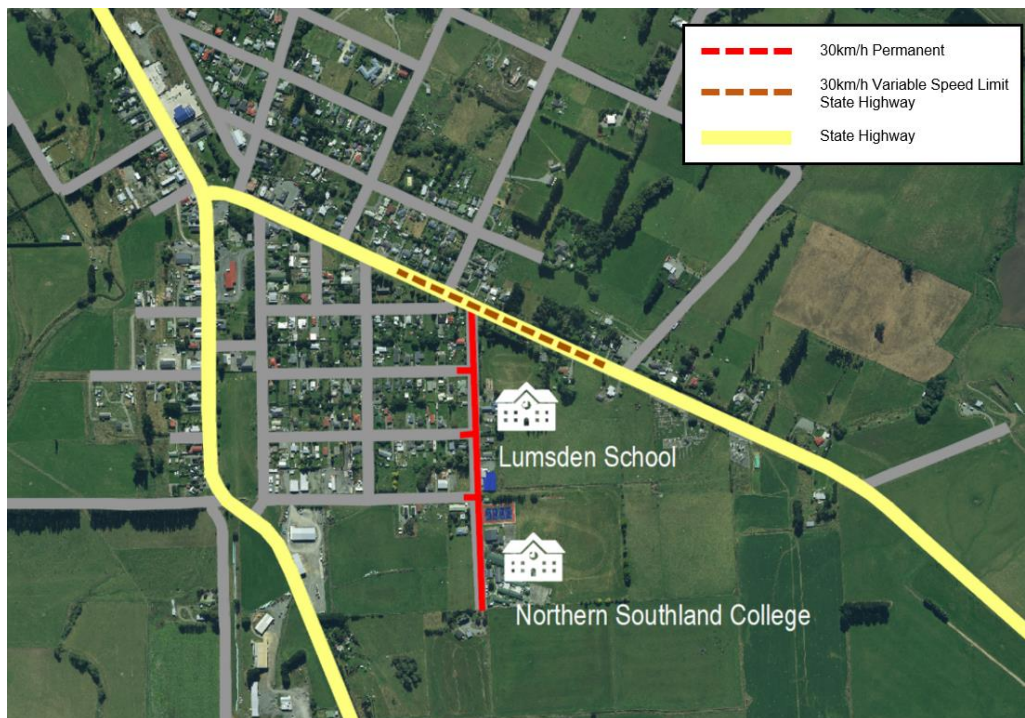 30km/h Permanent
30km/h Variable Speed Limit
State Highway
State Highway
Lumsden School
Northern Southland College